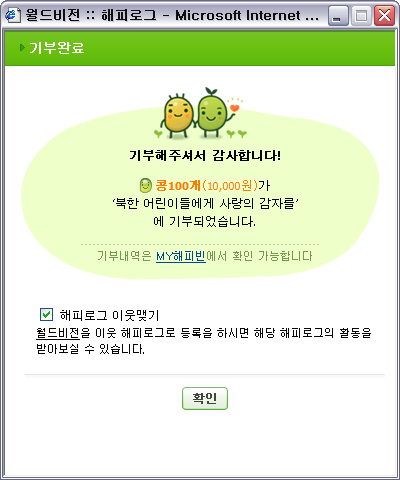 월드비전 :: 해피로그 - Microsoft Internet ...
기부완료
기부해주셔서 감사합니다!
콩100개(10,000원)가
'북한 어린이들에게 사랑의 감자를'
에 기부되었습니다.
기부내역은 MY해피빈에서 확인 가능합니다
해피로그 이웃맺기
월드비전을 이웃 해피로그로 등록을 하시면 해당 해피로그의 활동을
받아보실 수 있습니다.
확인